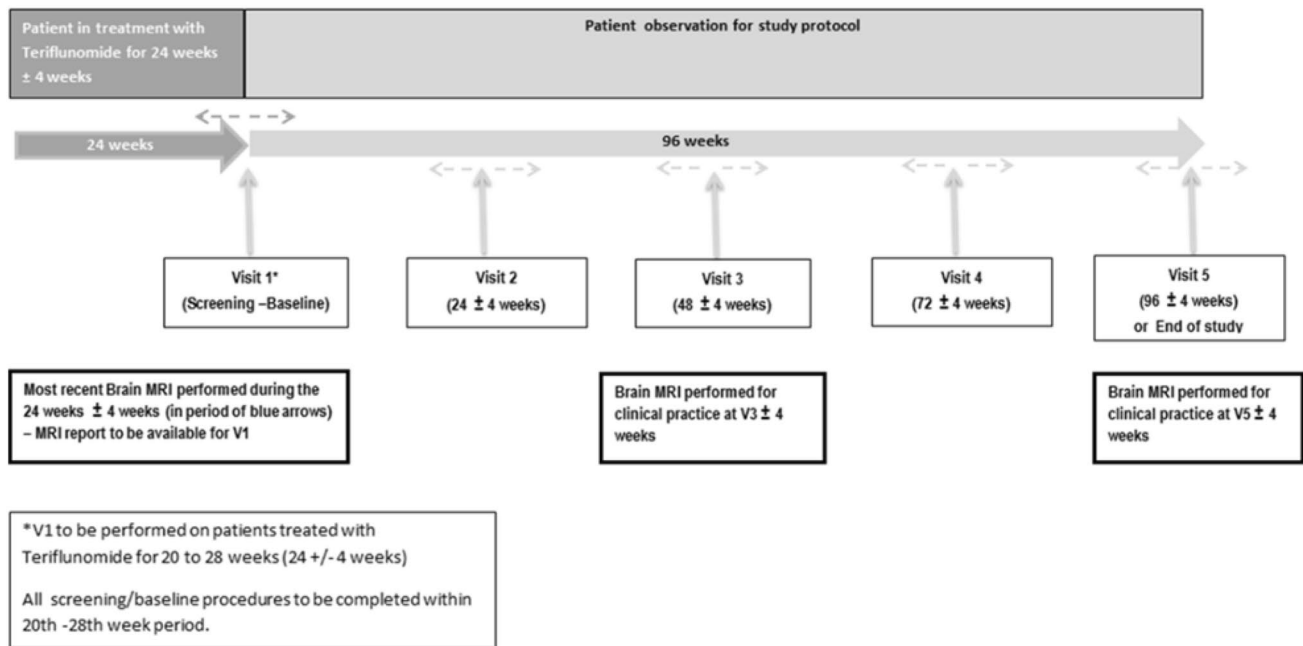 Patient in treatment with
Teriflunomide for 24 weeks
± 4 weeks
Patient observation for study protocol
24 weeks
96 weeks
Visit 1*
(Screening –Baseline)
Visit 2
(24 ± 4 weeks)
Visit 3
(48 ± 4 weeks)
Visit 4
(72 ± 4 weeks)
Visit 5
(96 ± 4 weeks)
or End of study
Most recent Brain MRI performed during the
24 weeks ± 4 weeks (in period of blue arrows)
– MRI report to be available for V1
Brain MRI performed for
clinical practice at V3 ± 4
weeks
Brain MRI performed for
clinical practice at V5 ± 4
weeks
*V1 to be performed on patients treated with
Teriflunomide for 20 to 28 weeks (24 +/- 4 weeks)
All screening/baseline procedures to be completed within
20th -28th week period.